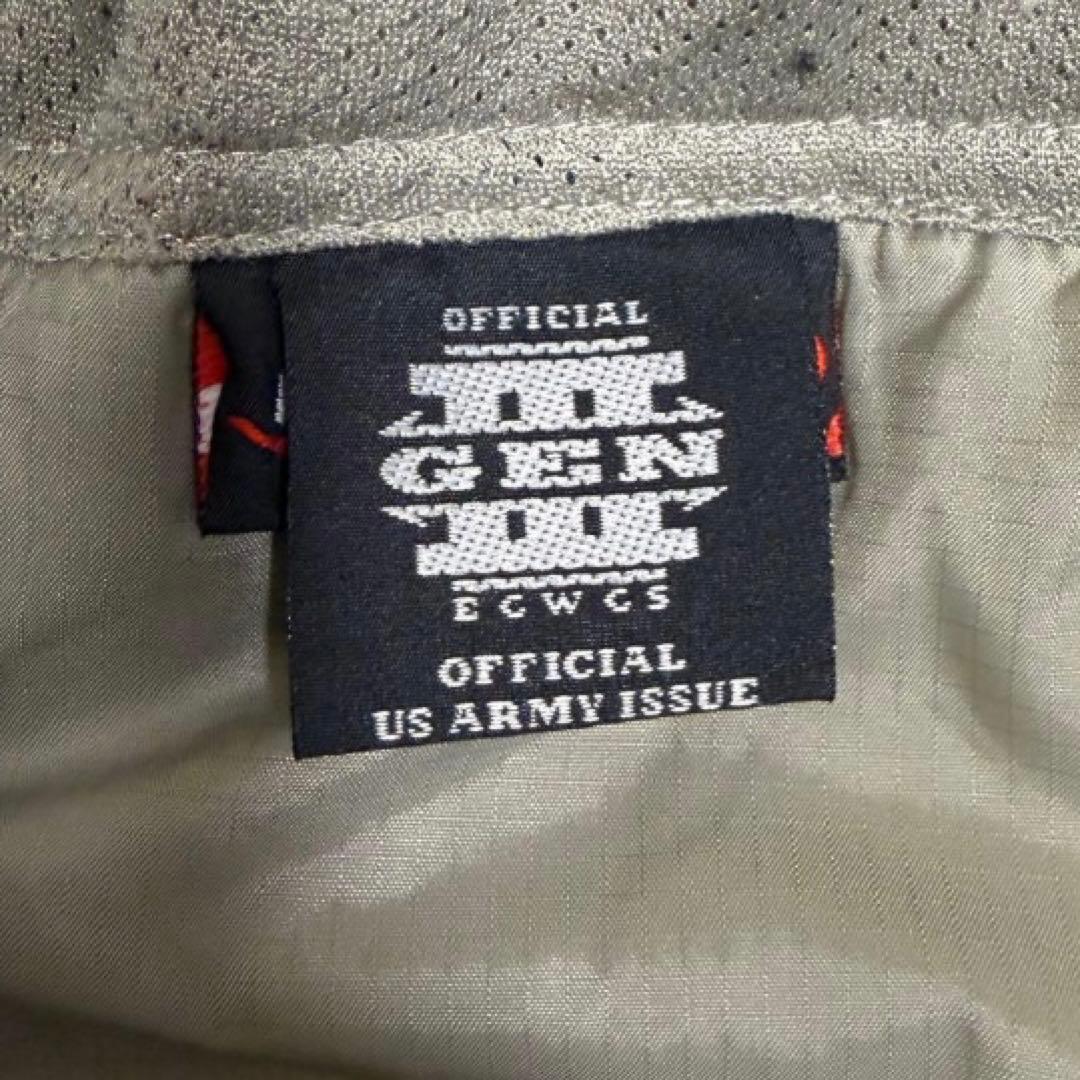 OFFICIAL
III
GEN
III
ECWCS
OFFICIAL
US ARMY ISSUE